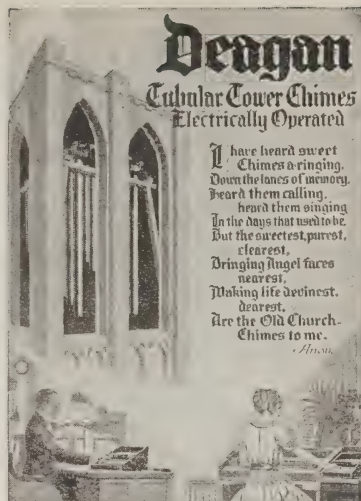 Deagan
Tubular Tower Chimes
Electrically Operated
I have heard sweet
Chimes a-ringing,
Down the lanes of memory,
Heard them calling,
heard them singing
In the days that used to be.
But the sweetest, purest,
clearest,
Bringing Angel faces
nearest,
Making life devinest,
dearest,
Are the Old Church-
Chimes to me.
-Anon.